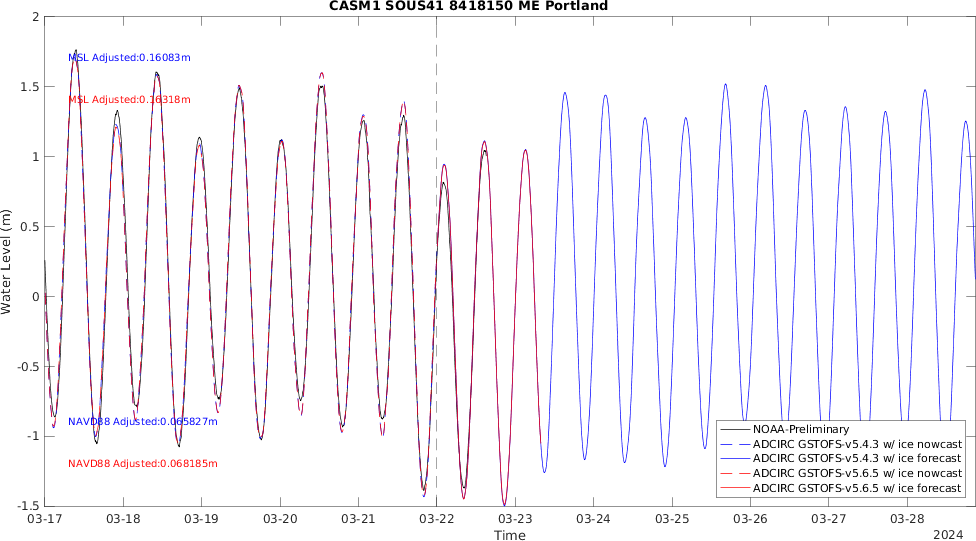 CASM1 SOUS41 8418150 ME Portland
2
1.5
1
0.5
0
-0.5
-1
-1.5
Water Level (m)
MSL Adjusted:0.16083m
MSL Adjusted:0.16318m
NAVD88 Adjusted:0.065827m
NAVD88 Adjusted:0.068185m
NOAA-Preliminary
ADCIRC GSTOFS-v5.4.3 w/ ice nowcast
ADCIRC GSTOFS-v5.4.3 w/ ice forecast
ADCIRC GSTOFS-v5.6.5 w/ ice nowcast
ADCIRC GSTOFS-v5.6.5 w/ ice forecast
03-17 03-18 03-19 03-20 03-21 03-22 03-23 03-24 03-25 03-26 03-27 03-28
Time
2024